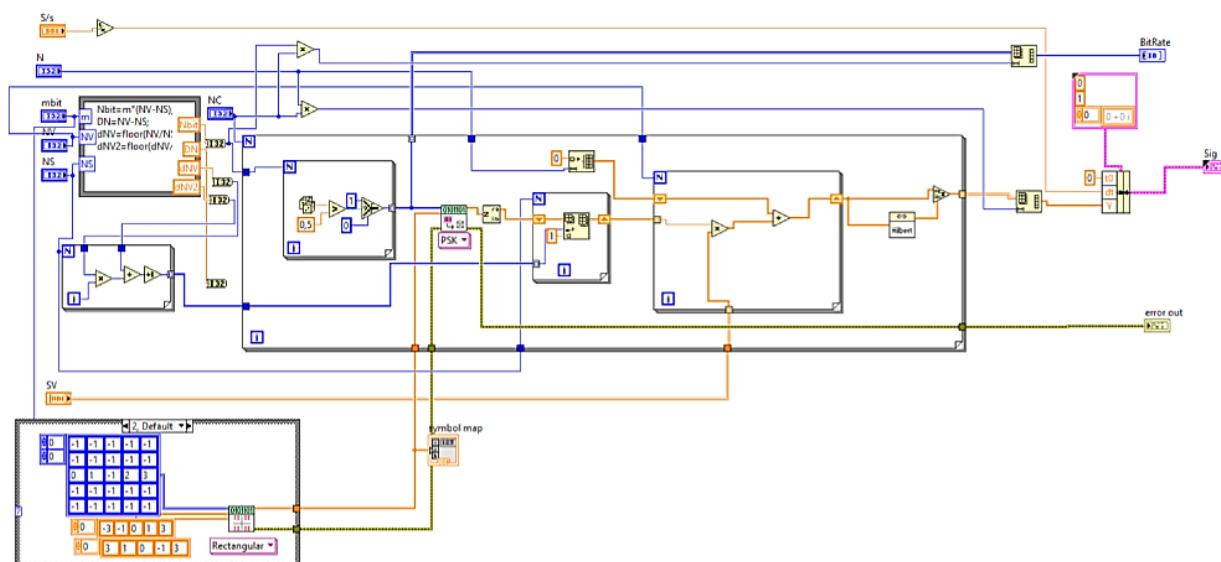 S/s
N
mbit
NV
NS
Nbit=m*(NV-NS);
DN=NV-NS;
dNV=floor(NV/N
dNV2=floor(dNV/
m
NV
NS
Nbit
DN
dNV
dNV2
NC
I32
I32
I32
I32
N
i
N
N
i
0,5
1
0
i
PSK
0
N
1
i
N
i
Hilbert
BitRate
0
1
0 0+0i
0
t0
dt
Y
Sig
error out
SV
symbol map
2, Default
0
0
-1 -1 -1 -1 -1
-1 -1 -1 -1 -1
0 1 -1 2 3
-1 -1 -1 -1 -1
-1 -1 -1 -1 -1
0 -3 -1 0 1 3
0 3 1 0 -1 3
Rectangular